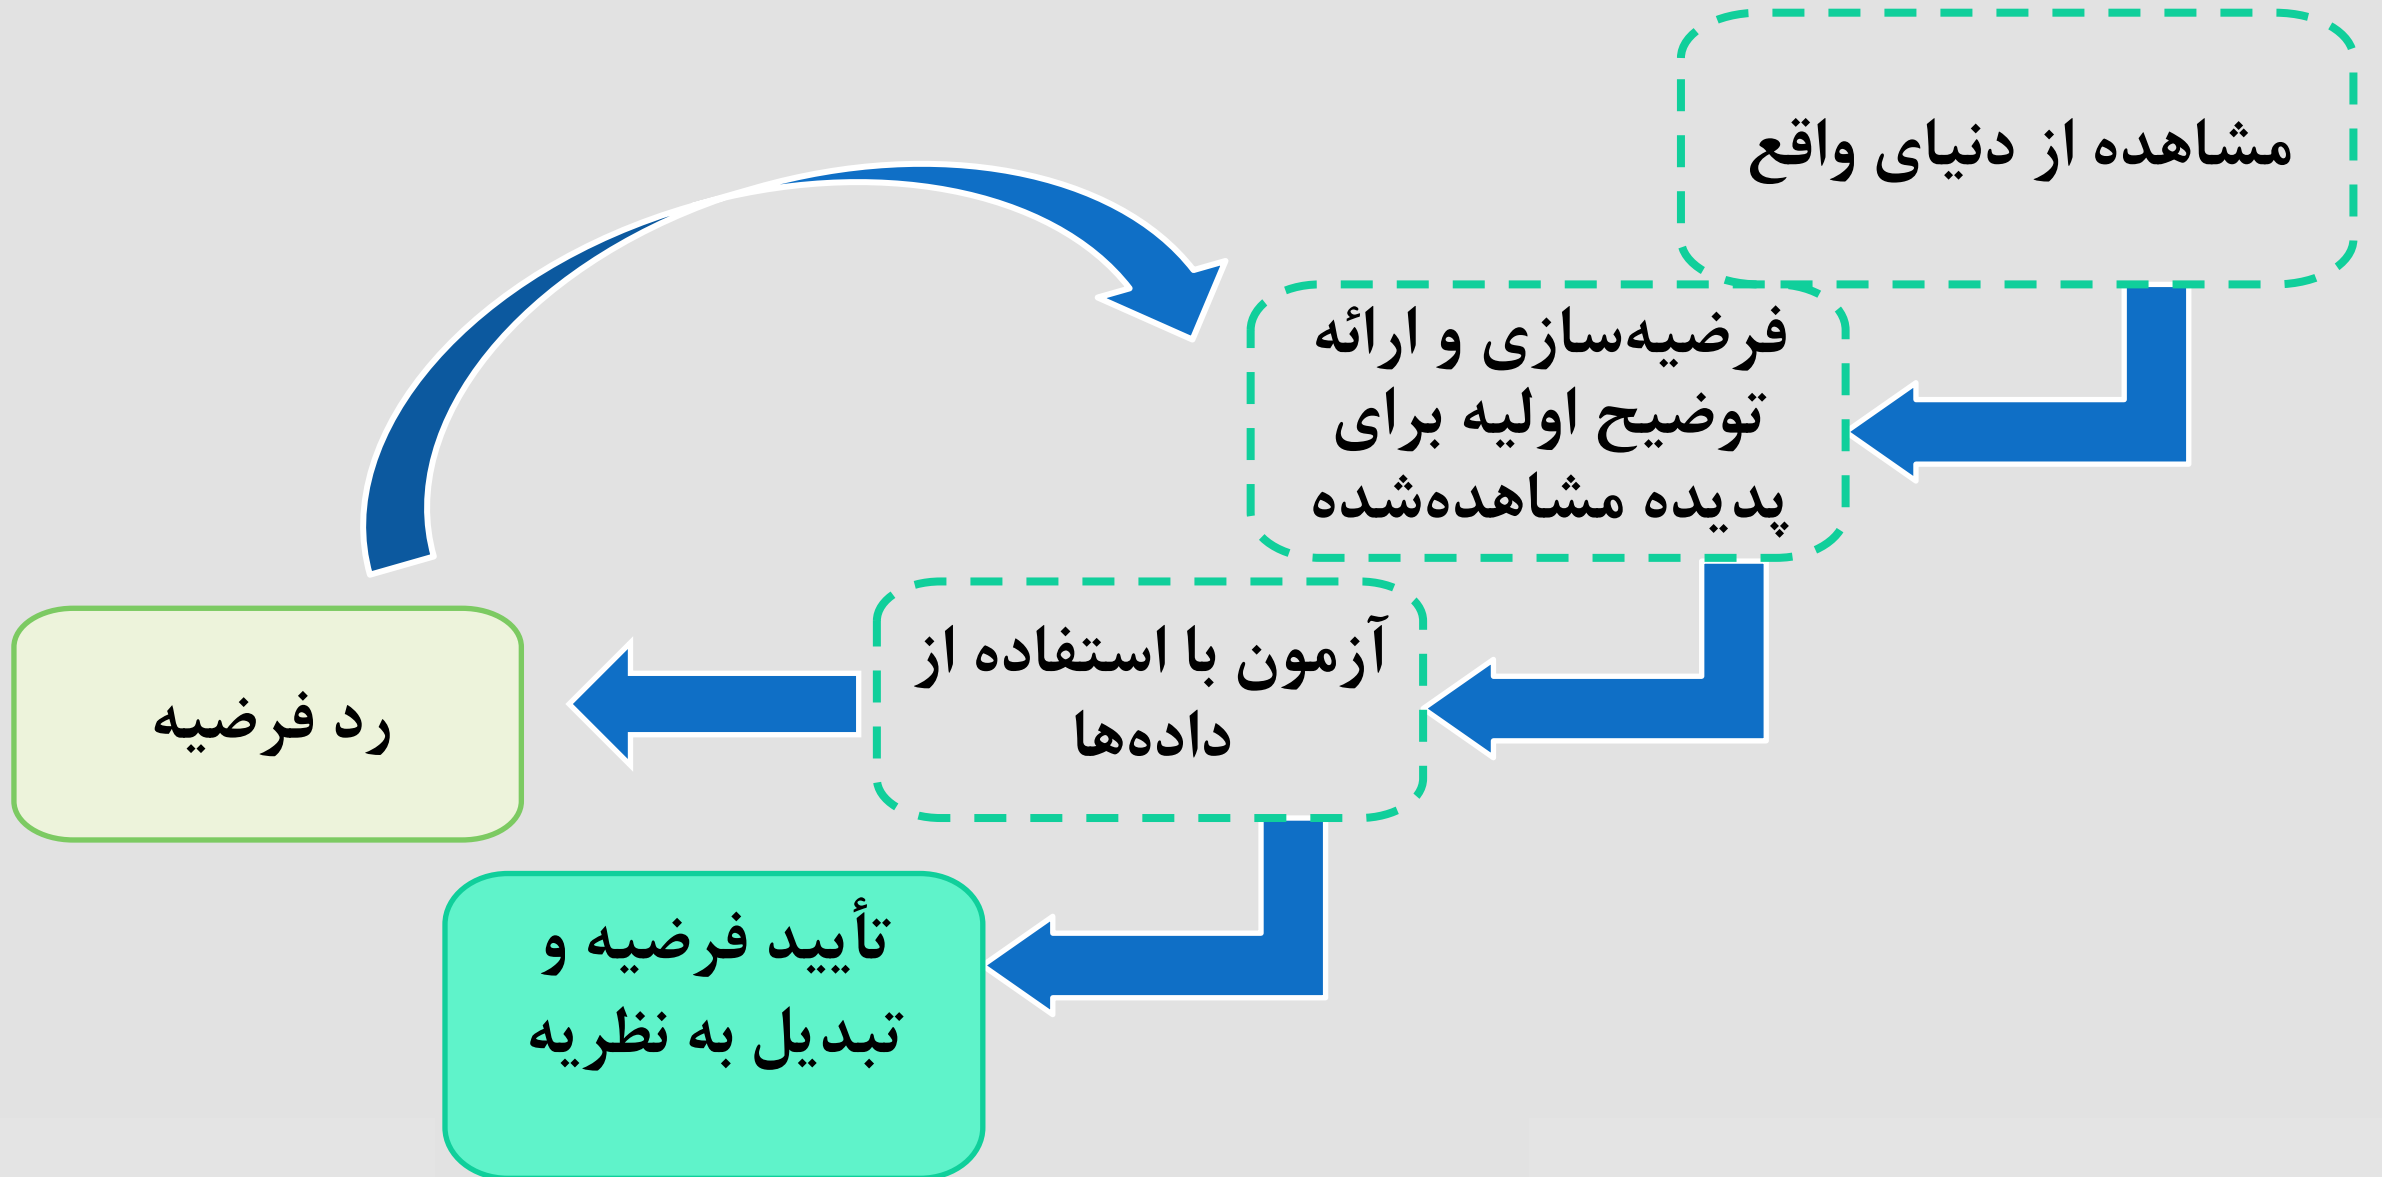 مشاهده از دنیای واقع
فرضیه‌سازی و ارائه
توضیح اولیه برای
پدیده مشاهده‌شده
آزمون با استفاده از
داده‌ها
رد فرضیه
تأیید فرضیه و
تبدیل به نظریه